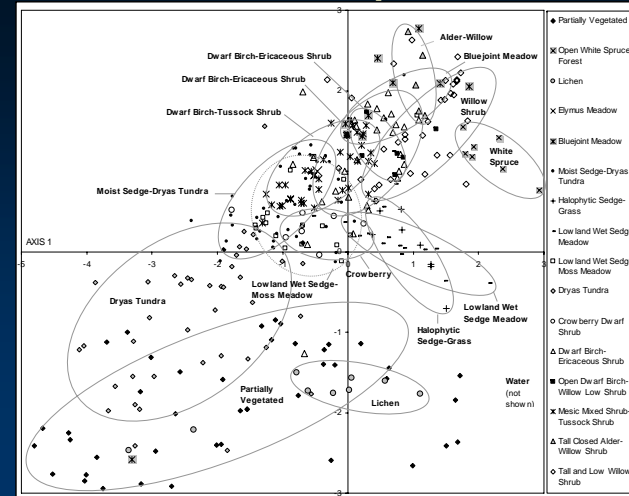 3
Alder-Willow
Dwarf Birch-Ericaceous Shrub
Bluejoint Meadow
Dwarf Birch-Ericaceous Shrub
2
Willow
Shrub
Dwarf Birch-Tussock Shrub
White
Spruce
Moist Sedge-Dryas Tundra
AXIS 1
-5
-4
-3
-2
-1
0
1
2
3
Crowberry
Lowland Wet Sedge-
Moss Meadow
Dryas Tundra
Lowland Wet
Sedge Meadow
-1
Halophytic
Sedge-Grass
Partially
Vegetated
Lichen
Water
(not
shown)
-2
-3
Partially Vegetated
Open White Spruce
Forest
Lichen
Elymus Meadow
Bluejoint Meadow
Moist Sedge-Dryas
Tundra
Halophytic Sedge-
Grass
Lowland Wet Sedge
Meadow
Lowland Wet Sedge
Moss Meadow
Dryas Tundra
Crowberry Dwarf
Shrub
Dwarf Birch-
Ericaceous Shrub
Open Dwarf Birch-
Willow Low Shrub
Mesic Mixed Shrub-
Tussock Shrub
Tall Closed Alder-
Willow Shrub
Tall and Low Willow
Shrub